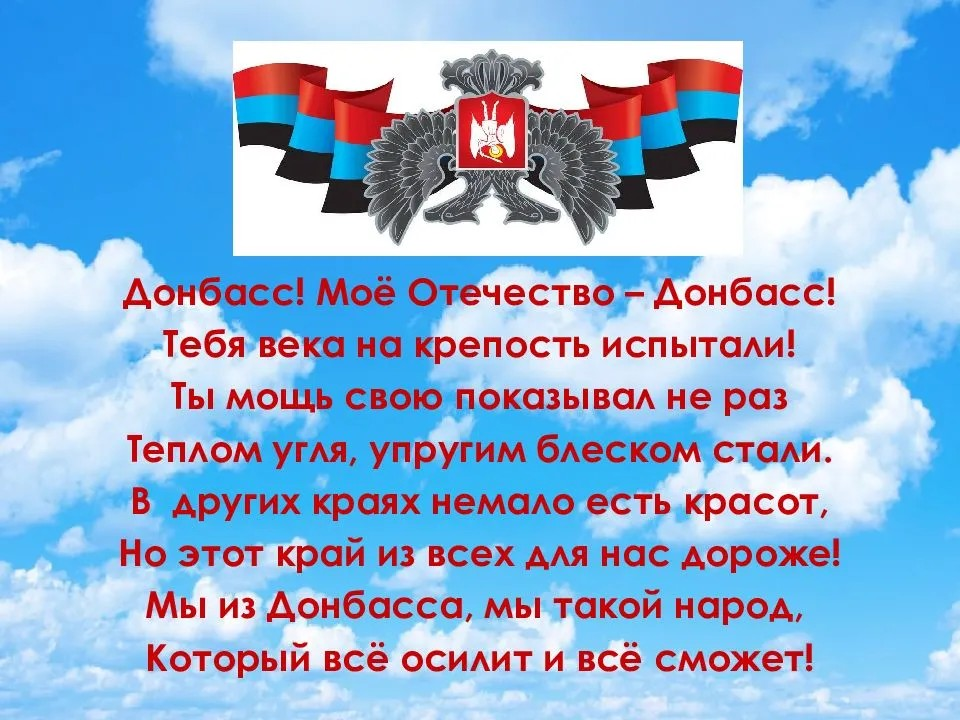 Донбасс! Моё Отечество – Донбасс!
Тебя века на крепость испытали!
Ты мощь свою показывал не раз
Теплом угля, упругим блеском стали.
В  других краях немало есть красот,
Но этот край из всех для нас дороже!
Мы из Донбасса, мы такой народ,
Который всё осилит и всё сможет!